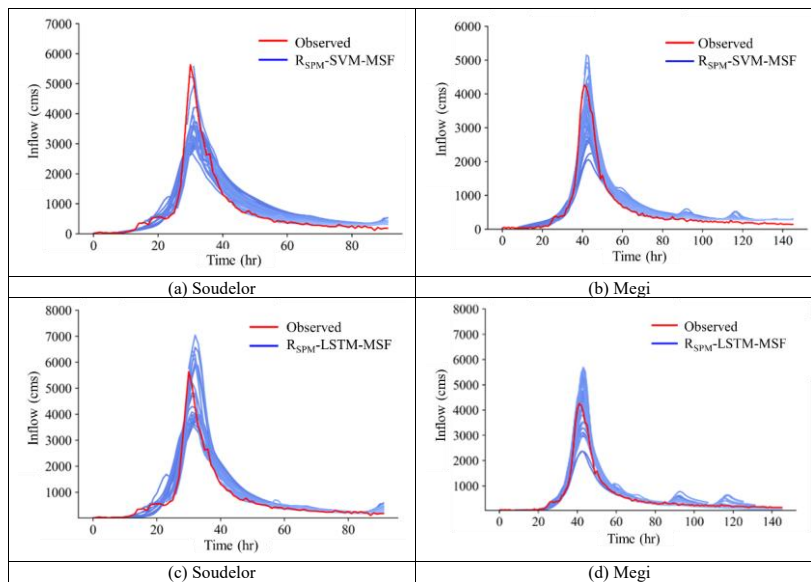 7000
6000
5000
4000
3000
2000
1000
0
Inflow (cms)
Observed
RSPM-SVM-MSF
0 20 40 60 80
Time (hr)
(a) Soudelor
6000
5000
4000
3000
2000
1000
0
Inflow (cms)
Observed
RSPM-SVM-MSF
0 20 40 60 80 100 120 140
Time (hr)
(b) Megi
8000
7000
6000
5000
4000
3000
2000
1000
Inflow (cms)
Observed
RSPM-LSTM-MSF
0 20 40 60 80
Time (hr)
(c) Soudelor
8000
7000
6000
5000
4000
3000
2000
1000
Inflow (cms)
Observed
RSPM-LSTM-MSF
0 20 40 60 80 100 120 140
Time (hr)
(d) Megi